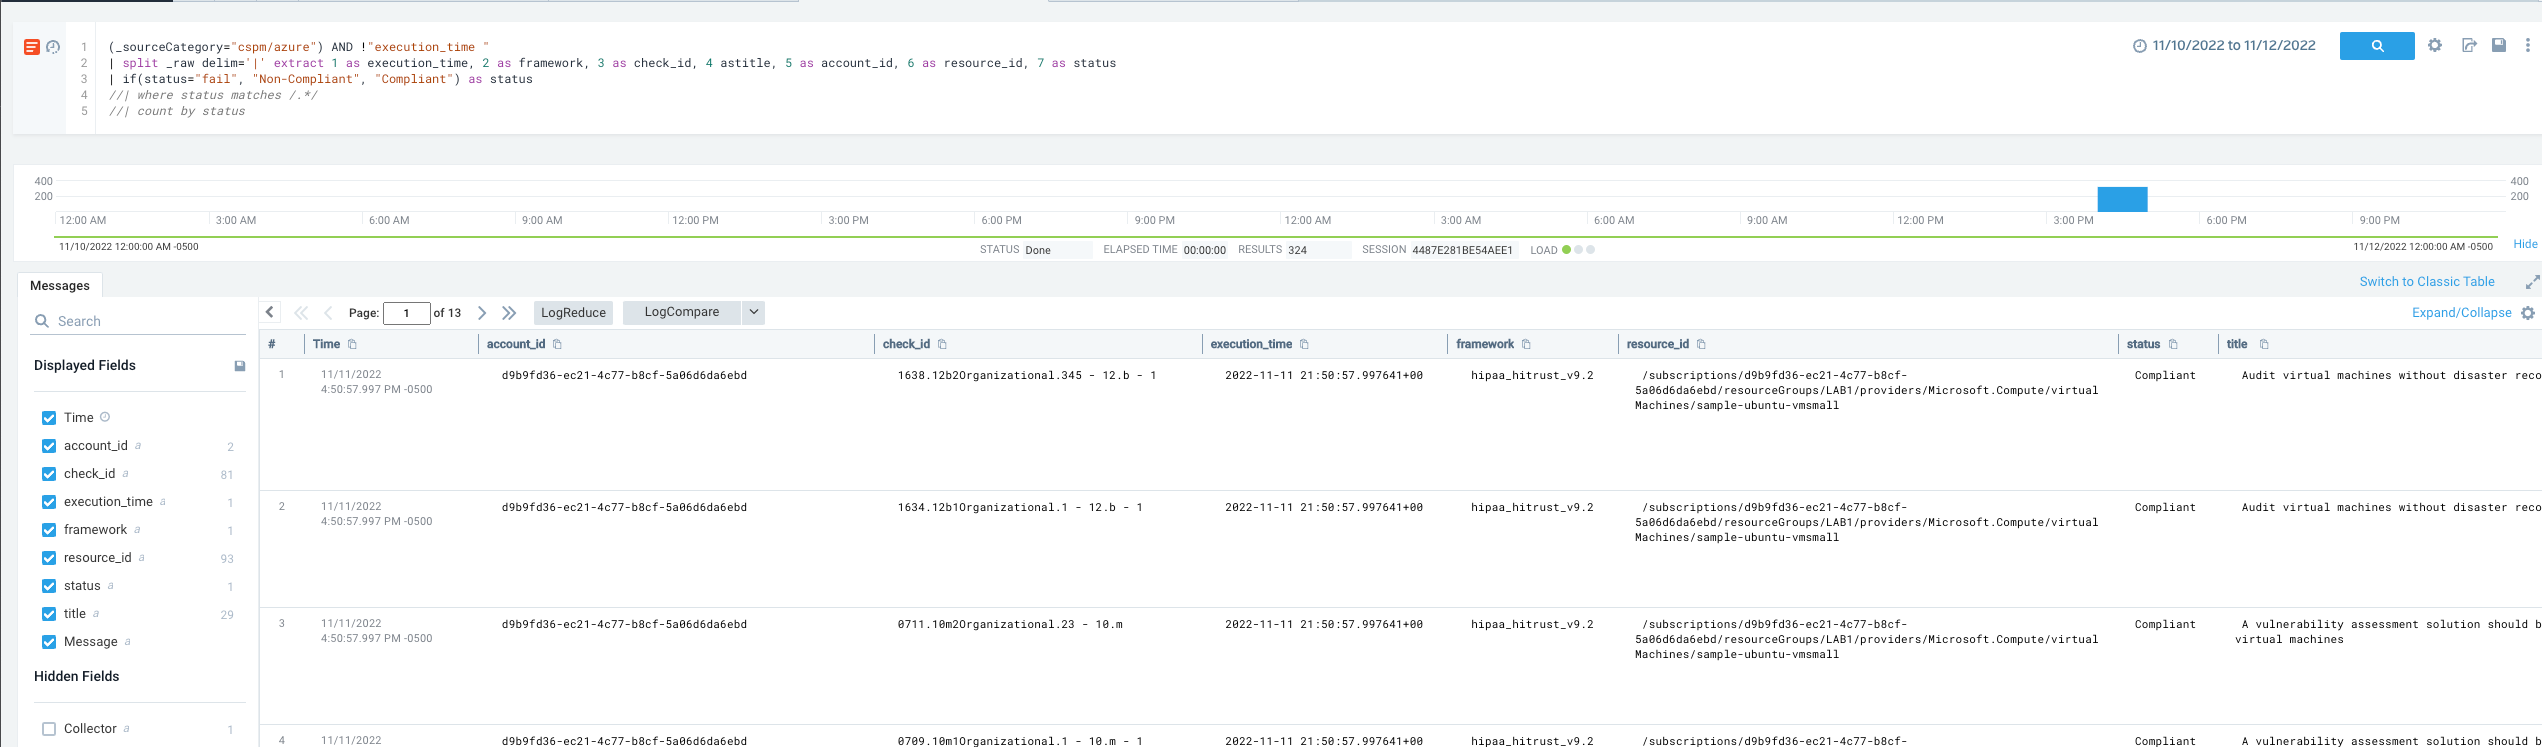 1 (_sourceCategory="cspm/azure") AND !"execution_time "
2 | split _raw delim='|' extract 1 as execution_time, 2 as framework, 3 as check_id, 4 astitle, 5 as account_id, 6 as resource_id, 7 as status
3 | if(status="fail", "Non-Compliant", "Compliant") as status
4 //| where status matches /.*/
5 //| count by status
11/10/2022 to 11/12/2022
400 400
200 200
12:00 AM 3:00 AM 6:00 AM 9:00 AM 12:00 PM 3:00 PM 6:00 PM 9:00 PM 12:00 AM 3:00 AM 6:00 AM 9:00 AM 12:00 PM 3:00 PM 6:00 PM 9:00 PM
11/10/2022 12:00:00 AM -0500 STATUS Done ELAPSED TIME 00:00:00 RESULTS 324 SESSION 4487E281BE54AEE1 LOAD 11/12/2022 12:00:00 AM -0500 Hide
Messages Switch to Classic Table
Search
Displayed Fields
Time
account_id a 2
check_id a 81
execution_time a 1
framework a 1
resource_id a 93
status a 1
title a 29
Message a
Hidden Fields
Collector a 1
Page: 1 of 13 LogReduce LogCompare Expand/Collapse
# Time account_id check_id execution_time framework resource_id status title
1 11/11/2022 d9b9fd36-ec21-4c77-b8cf-5a06d6da6ebd 1638.12b2Organizational.345 - 12.b - 1 2022-11-11 21:50:57.997641+00 hipaa_hitrust_v9.2 /subscriptions/d9b9fd36-ec21-4c77-b8cf- Compliant Audit virtual machines without disaster reco
4:50:57.997 PM -0500 5a06d6da6ebd/resourceGroups/LAB1/providers/Microsoft.Compute/virtual
Machines/sample-ubuntu-vmsmall
2 11/11/2022 d9b9fd36-ec21-4c77-b8cf-5a06d6da6ebd 1634.12b1Organizational.1 - 12.b - 1 2022-11-11 21:50:57.997641+00 hipaa_hitrust_v9.2 /subscriptions/d9b9fd36-ec21-4c77-b8cf- Compliant Audit virtual machines without disaster reco
4:50:57.997 PM -0500 5a06d6da6ebd/resourceGroups/LAB1/providers/Microsoft.Compute/virtual
Machines/sample-ubuntu-vmsmall
3 11/11/2022 d9b9fd36-ec21-4c77-b8cf-5a06d6da6ebd 0711.10m2Organizational.23 - 10.m 2022-11-11 21:50:57.997641+00 hipaa_hitrust_v9.2 /subscriptions/d9b9fd36-ec21-4c77-b8cf- Compliant A vulnerability assessment solution should b
4:50:57.997 PM -0500 5a06d6da6ebd/resourceGroups/LAB1/providers/Microsoft.Compute/virtual virtual machines
Machines/sample-ubuntu-vmsmall
4 11/11/2022 d9b9fd36-ec21-4c77-b8cf-5a06d6da6ebd 0709.10m1Organizational.1 - 10.m - 1 2022-11-11 21:50:57.997641+00 hipaa_hitrust_v9.2 /subscriptions/d9b9fd36-ec21-4c77-b8cf- Compliant A vulnerability assessment solution should b